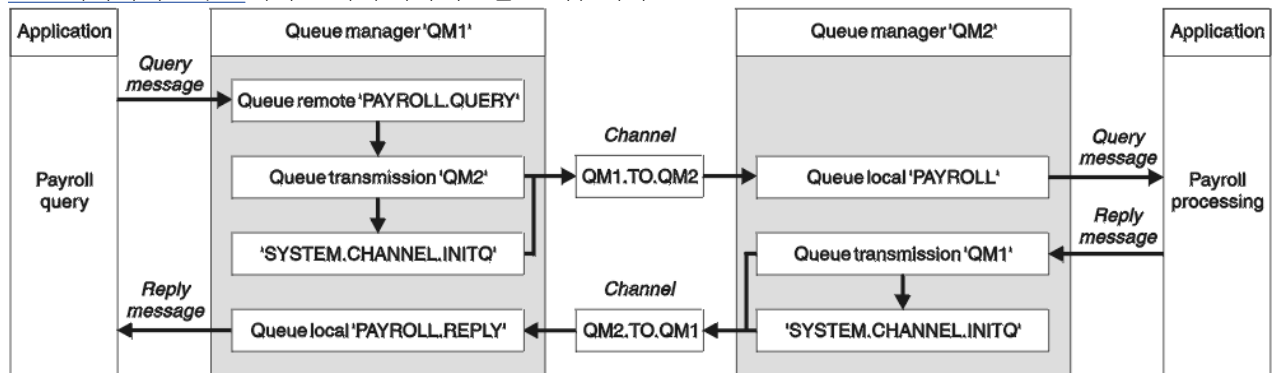 Application
Queue manager 'QM1'
Queue manager 'QM2'
Application
Query
message
Queue remote 'PAYROLL.QUERY'
Channel
Query
message
Payroll
query
Queue transmission 'QM2'
QM1.TO.QM2
Queue local 'PAYROLL'
Payroll
processing
Reply
message
'SYSTEM.CHANNEL.INITQ'
Queue transmission 'QM1'
Reply
message
Channel
Queue local 'PAYROLL.REPLY'
QM2.TO.QM1
'SYSTEM.CHANNEL.INITQ'